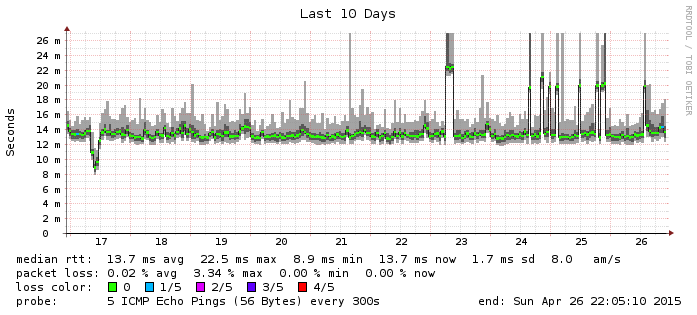 Last 10 Days
RRDTOOL / TOBI OETIKER
Seconds
26 m
24 m
22 m
20 m
18 m
16 m
14 m
12 m
10 m
8 m
6 m
4 m
2 m
0
17 18 19 20 21 22 23 24 25 26
median rtt: 13.7 ms avg 22.5 ms max 8.9 ms min 13.7 ms now 1.7 ms sd 8.0 am/s
packet loss: 0.02 % avg 3.34 % max 0.00 % min 0.00 % now
loss color: 0 1/5 2/5 3/5 4/5
probe: 5 ICMP Echo Pings (56 Bytes) every 300s end: Sun Apr 26 22:05:10 2015